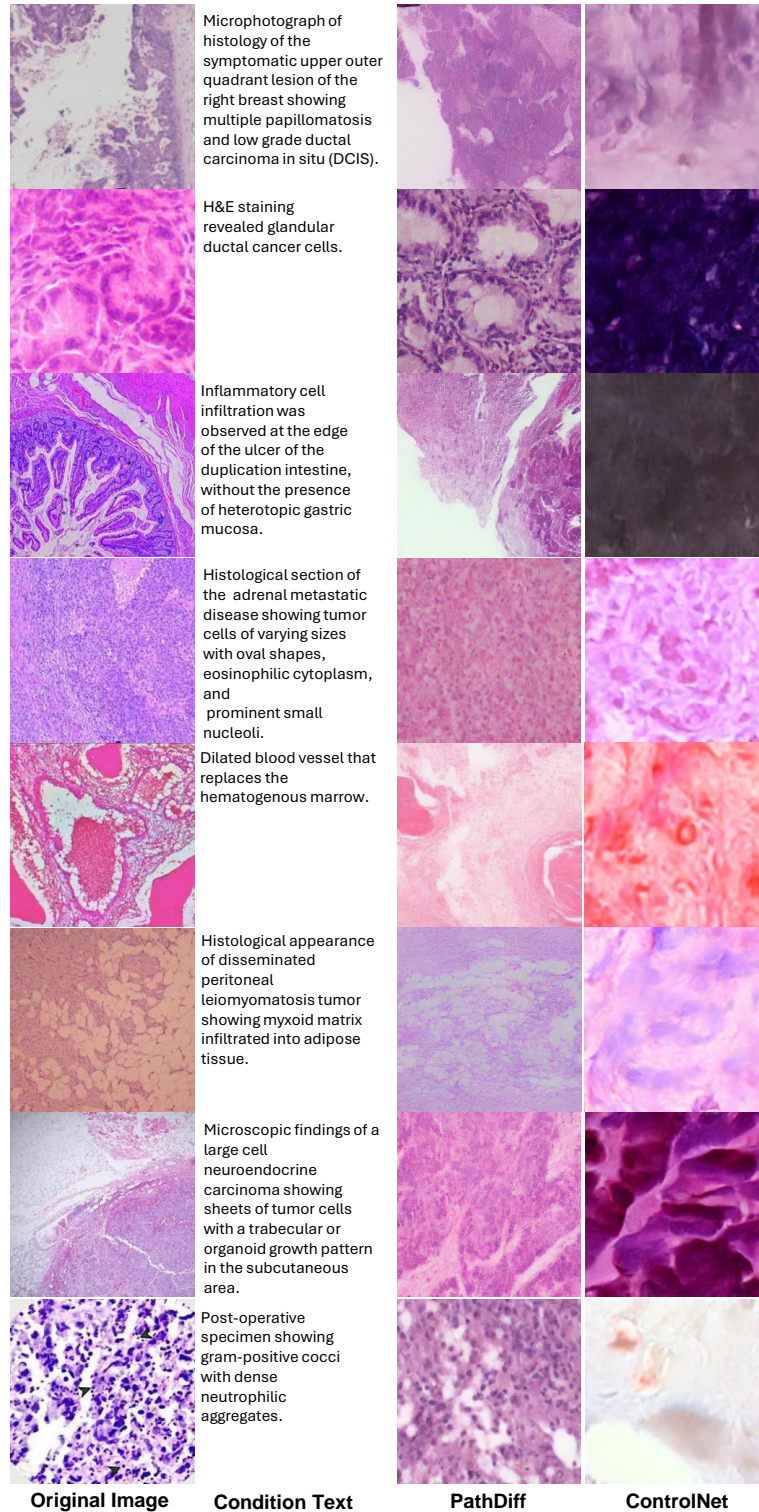 Microphotograph of
histology of the
symptomatic upper outer
quadrant lesion of the
right breast showing
multiple papillomatosis
and low grade ductal
carcinoma in situ (DCIS).
H&E staining
revealed glandular
ductal cancer cells.
Inflammatory cell
infiltration was
observed at the edge
of the ulcer of the
duplication intestine,
without the presence
of heterotopic gastric
mucosa.
Histological section of
the adrenal metastatic
disease showing tumor
cells of varying sizes
with oval shapes,
eosinophilic cytoplasm,
and
prominent small
nucleoli.
Dilated blood vessel that
replaces the
hematogenous marrow.
Histological appearance
of disseminated
peritoneal
leiomyomatosis tumor
showing myxoid matrix
infiltrated into adipose
tissue.
Microscopic findings of a
large cell
neuroendocrine
carcinoma showing
sheets of tumor cells
with a trabecular or
organoid growth pattern
in the subcutaneous
area.
Post-operative
specimen showing
gram-positive cocci
with dense
neutrophilic
aggregates.
Original Image Condition Text PathDiff ControlNet